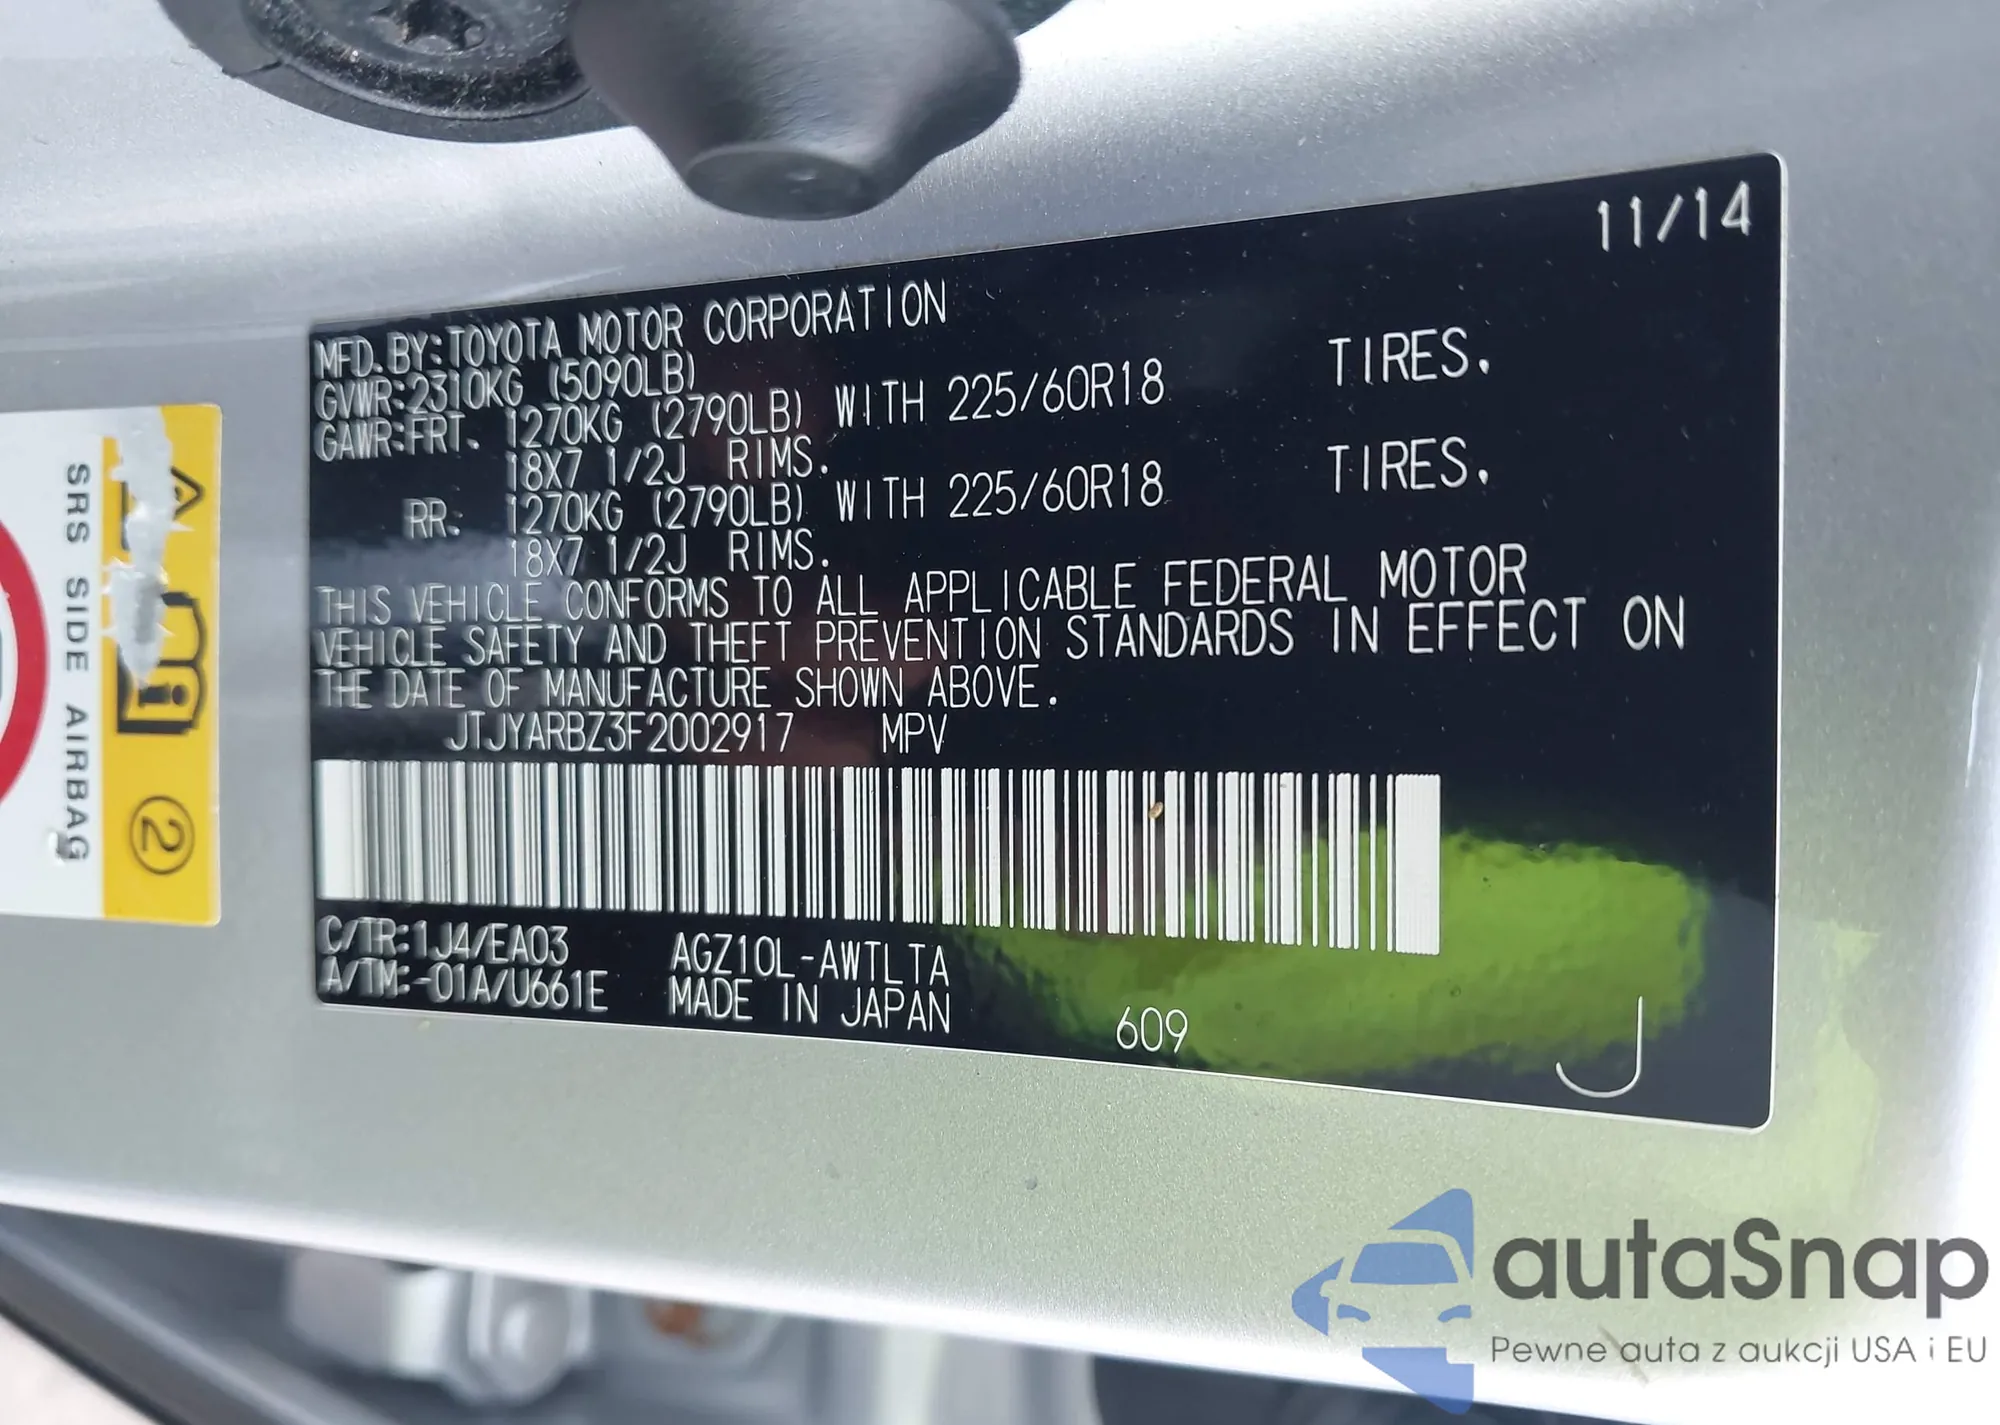 11/14
MFD. BY:TOYOTA MOTOR CORPORATION
GVWR:2310KG (5090LB)
GAWR:FRT. 1270KG (2790LB) WITH 225/60R18 TIRES.
18X7 1/2J RIMS.
RR. 1270KG (2790LB) WITH 225/60R18 TIRES.
18X7 1/2J RIMS.
THIS VEHICLE CONFORMS TO ALL APPLICABLE FEDERAL MOTOR
VEHICLE SAFETY AND THEFT PREVENTION STANDARDS IN EFFECT ON
THE DATE OF MANUFACTURE SHOWN ABOVE.
JTJYARBZ3F2002917 MPV
C/TR:1J4/EA03 AGZ10L-AWTLTA
A/TM:-01A/U661E MADE IN JAPAN
609
J
SRS SIDE AIRBAG
2
autaSnap
Pewne auta z aukcji USA i EU